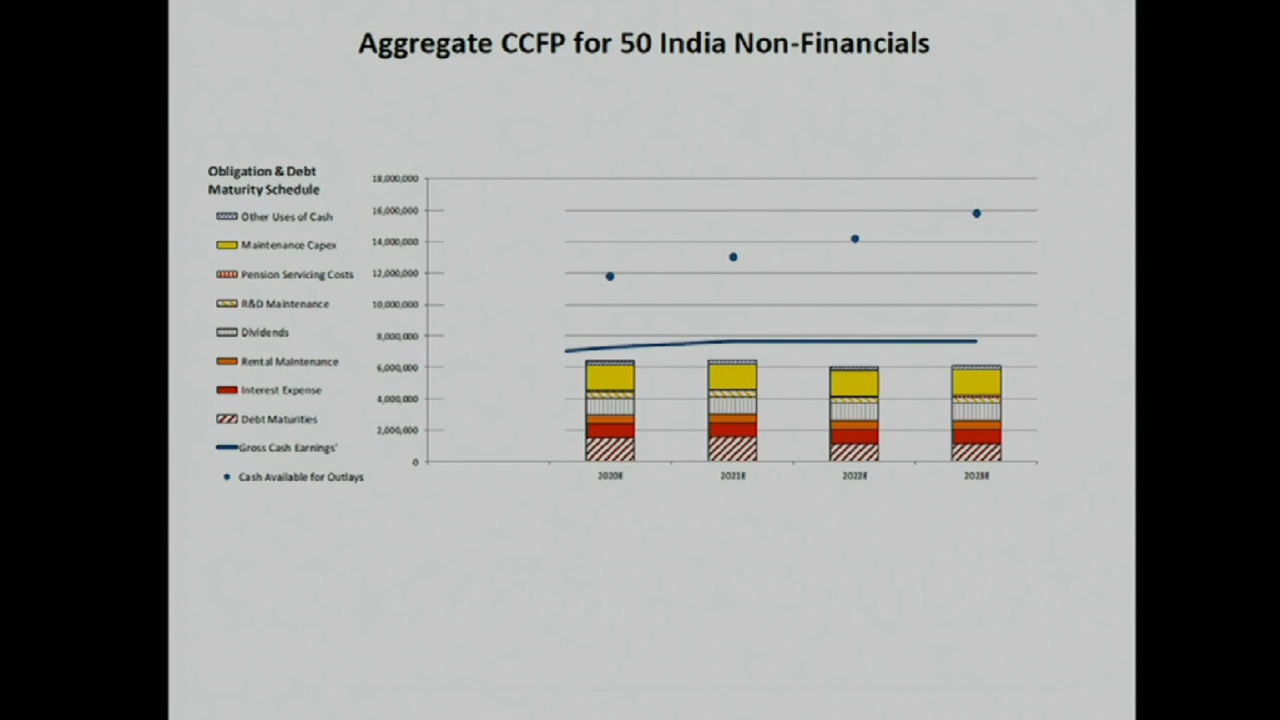 Aggregate CCFP for 50 India Non-Financials
Obligation & Debt
Maturity Schedule
Other Uses of Cash
Maintenance Capex
Pension Servicing Costs
R&D Maintenance
Dividends
Rental Maintenance
Interest Expense
Debt Maturities
Gross Cash Earnings'
Cash Available for Outlays
18,000,000
16,000,000
14,000,000
12,000,000
10,000,000
8,000,000
6,000,000
4,000,000
2,000,000
0
2020E
2021E
2022E
2023E